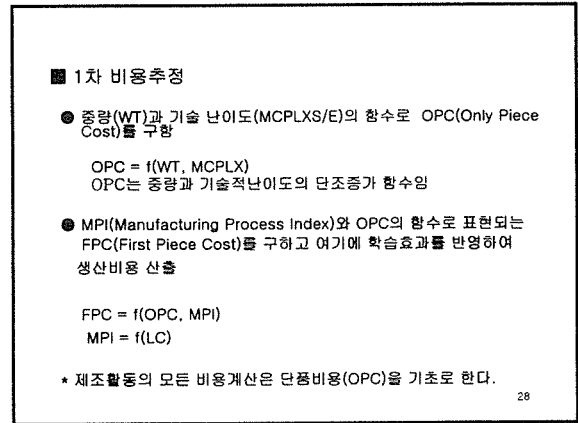 ■ 1차 비용추정
● 중량(WT)과 기술 난이도(MCPLXS/E)의 함수로 OPC(Only Piece
Cost)를 구함
OPC = f(WT, MCPLX)
OPC는 중량과 기술적난이도의 단조증가 함수임
● MPI(Manufacturing Process Index)와 OPC의 함수로 표현되는
FPC(First Piece Cost)를 구하고 여기에 학습효과를 반영하여
생산비용 산출
FPC = f(OPC, MPI)
MPI = f(LC)
* 제조활동의 모든 비용계산은 단품비용(OPC)을 기초로 한다.
28